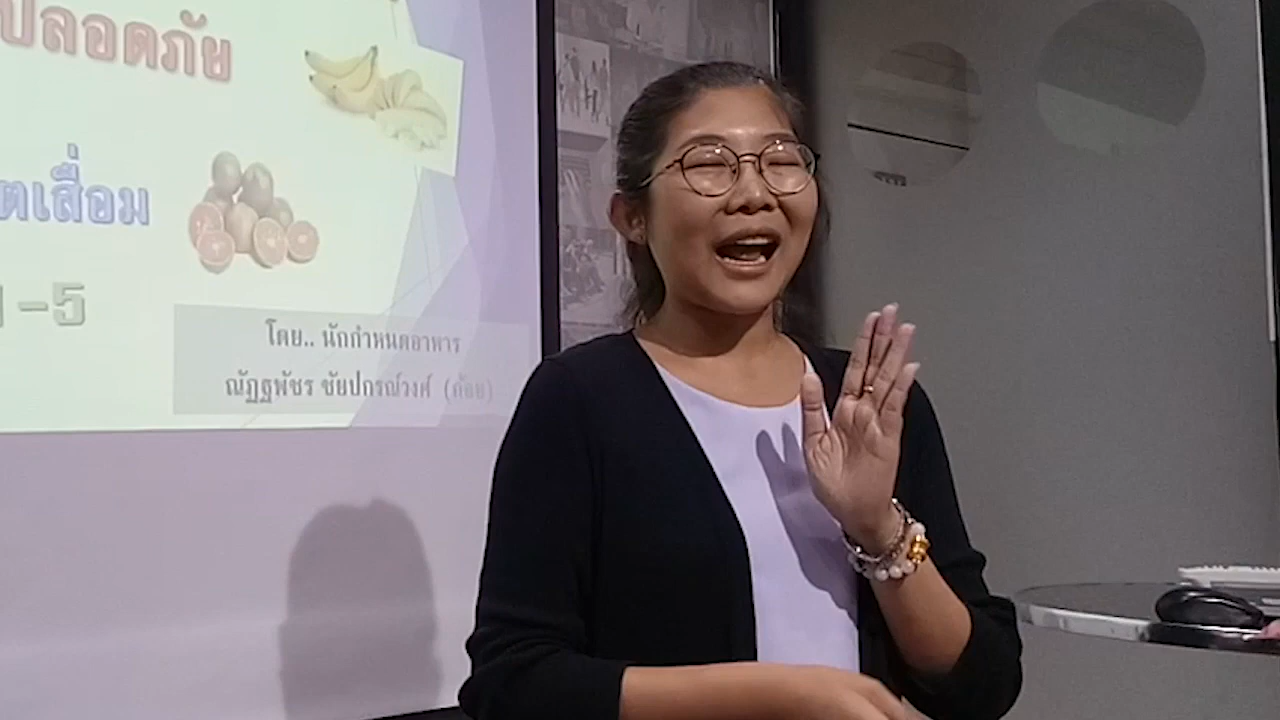 ปลอดภัย
ตเสื่อม
-5
โดย.. นักกำหนดอาหาร
ณัฏฐพัชร ชัยปกรณ์วงศ์ (ก้อย)